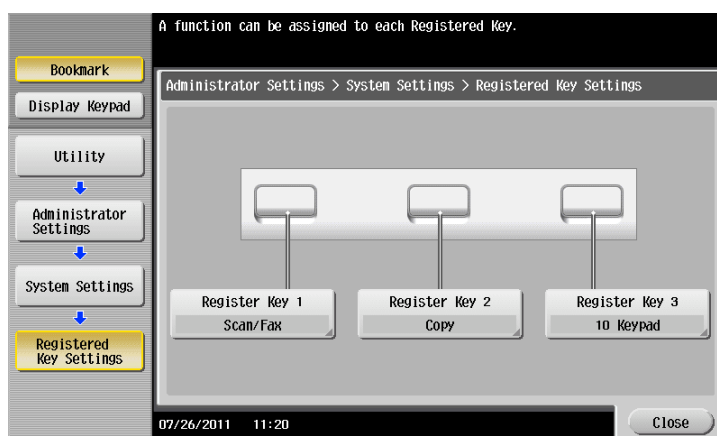 A function can be assigned to each Registered Key.
Bookmark
Display Keypad
Administrator Settings > System Settings > Registered Key Settings
Utility
Administrator
Settings
System Settings
Registered
Key Settings
Register Key 1
Scan/Fax
Register Key 2
Copy
Register Key 3
10 Keypad
07/26/2011 11:20
Close